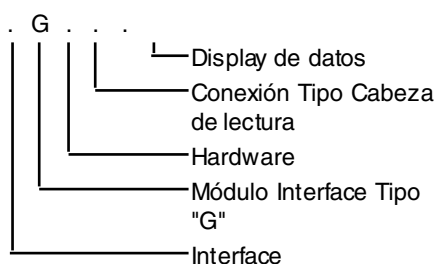 . G . . .
Display de datos
Conexión Tipo Cabeza
de lectura
Hardware
Módulo Interface Tipo
"G"
Interface